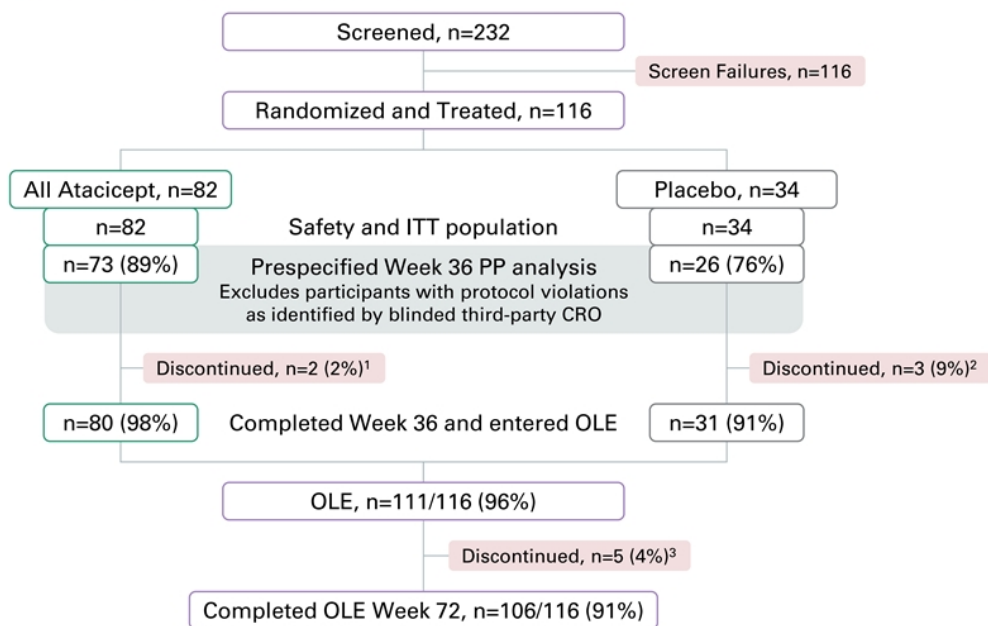 Screened, n=232
Screen Failures, n=116
Randomized and Treated, n=116
All Atacicept, n=82
Placebo, n=34
n=82
Safety and ITT population
n=34
n=73 (89%)
Prespecified Week 36 PP analysis
n=26 (76%)
Excludes participants with protocol violations
as identified by blinded third-party CRO
Discontinued, n=2 (2%)¹
Discontinued, n=3 (9%)²
n=80 (98%)
Completed Week 36 and entered OLE
n=31 (91%)
OLE, n=111/116 (96%)
Discontinued, n=5 (4%)³
Completed OLE Week 72, n=106/116 (91%)